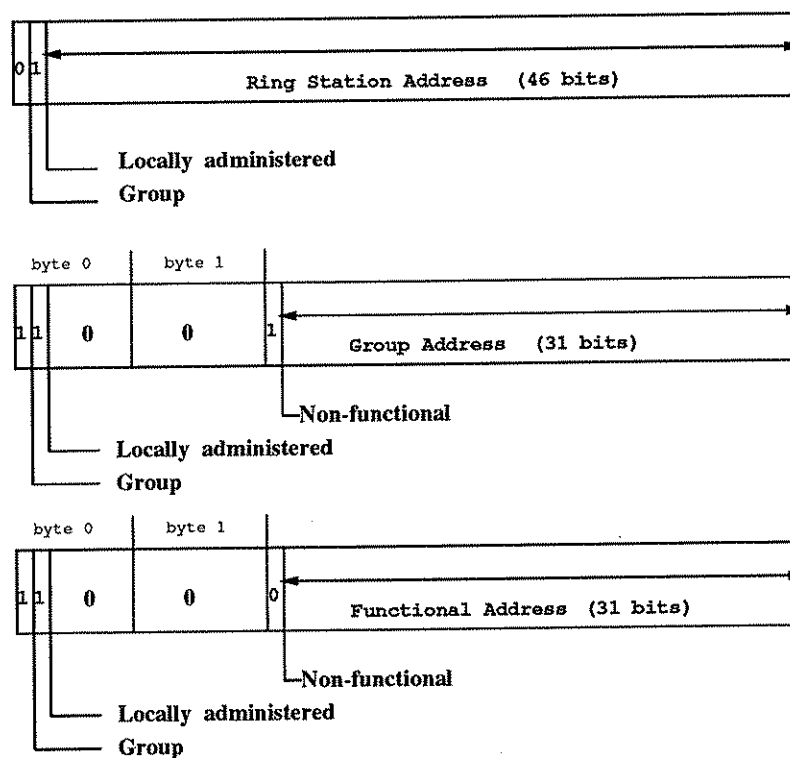 0 1 Ring Station Address (46 bits)
Locally administered
Group
byte 0 byte 1
1 1 0 0 1 Group Address (31 bits)
Non-functional
Locally administered
Group
byte 0 byte 1
1 1 0 0 0 Functional Address (31 bits)
Non-functional
Locally administered
Group